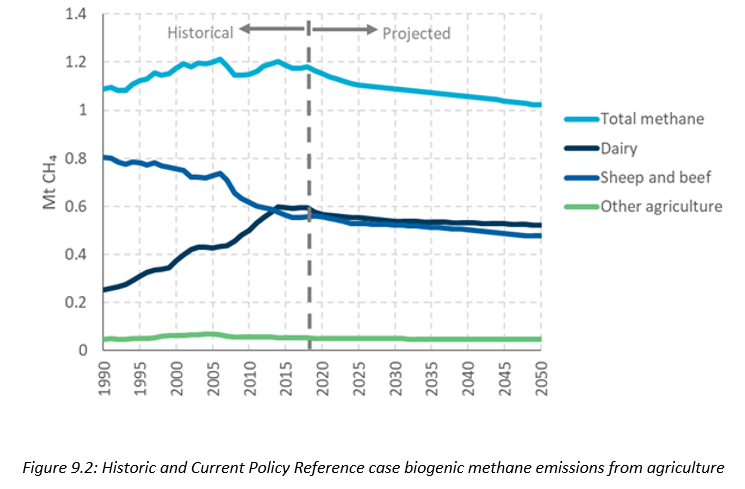 1.4
Historical
Projected
1.2
1
0.8
0.6
0.4
0.2
0
Mt CH₄
Total methane
Dairy
Sheep and beef
Other agriculture
1990
1995
2000
2005
2010
2015
2020
2025
2030
2035
2040
2045
2050
Figure 9.2: Historic and Current Policy Reference case biogenic methane emissions from agriculture